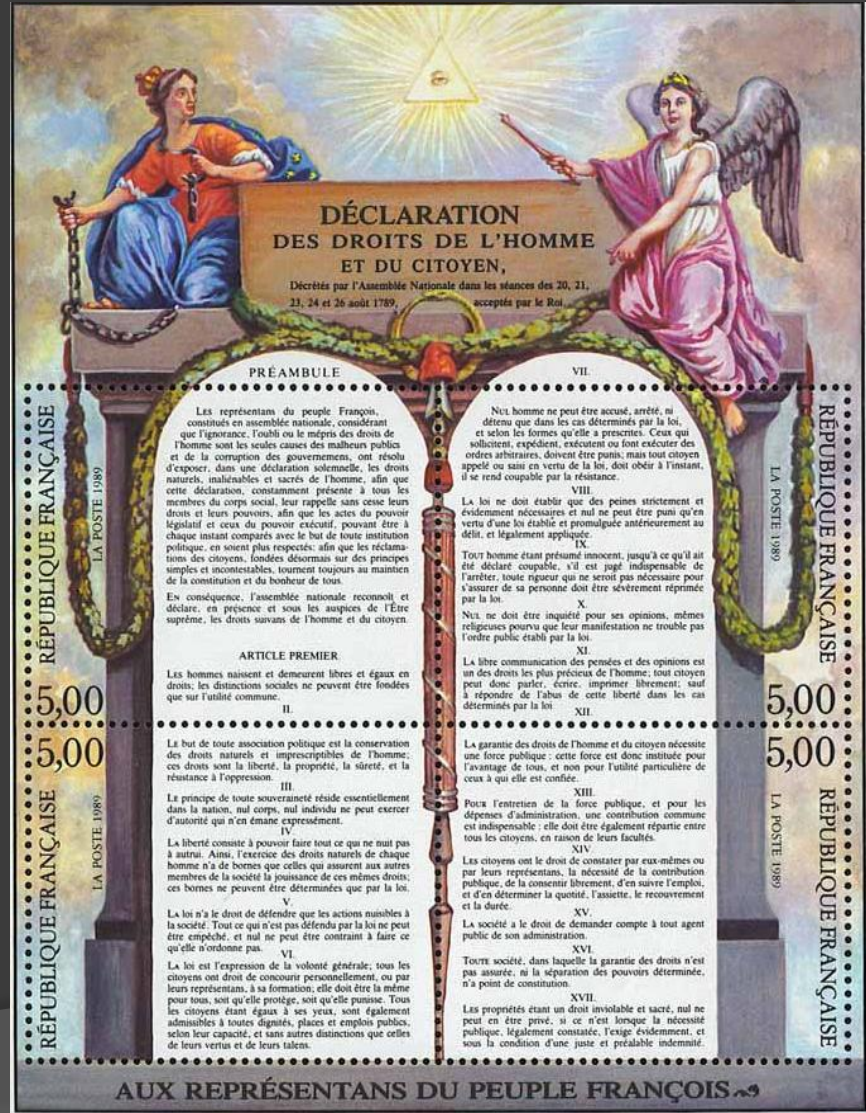 DÉCLARATION
DES DROITS DE L'HOMME
ET DU CITOYEN,
Décrétés par l'Assemblée Nationale dans les séances des 20, 21,
23, 24 et 26 août 1789, acceptés par le Roi
PRÉAMBULE
LES représentans du peuple François,
constitués en assemblée nationale, considérant
que l'ignorance, l'oubli ou le mépris des droits de
l'homme sont les seules causes des malheurs publics
et de la corruption des gouvernemens, ont résolu
d'exposer, dans une déclaration solemnelle, les droits
naturels, inaliénables et sacrés de l'homme, afin que
cette déclaration, constamment présente à tous les
membres du corps social, leur rappelle sans cesse leurs
droits et leurs pouvoirs, afin que les actes du pouvoir
législatif et ceux du pouvoir exécutif, pouvant être à
chaque instant comparés avec le but de toute institution
politique, en soient plus respectés: afin que les réclama-
tions des citoyens, fondées désormais sur des principes
simples et incontestables, tournent toujours au maintien
de la constitution et du bonheur de tous.
EN conséquence, l'assemblée nationale reconnoît et
déclare, en présence et sous les auspices de l'Être
suprême, les droits suivans de l'homme et du citoyen.
ARTICLE PREMIER
LES hommes naissent et demeurent libres et égaux en
droits; les distinctions sociales ne peuvent être fondées
que sur l'utilité commune.
II.
LE but de toute association politique est la conservation
des droits naturels et imprescriptibles de l'homme;
ces droits sont la liberté, la propriété, la sûreté, et la
résistance à l'oppression.
III.
LE principe de toute souveraineté réside essentiellement
dans la nation, nul corps, nul individu ne peut exercer
d'autorité qui n'en émane expressément.
IV.
LA liberté consiste à pouvoir faire tout ce qui ne nuit pas
à autrui. Ainsi, l'exercice des droits naturels de chaque
homme n'a de bornes que celles qui assurent aux autres
membres de la société la jouissance de ces mêmes droits;
ces bornes ne peuvent être déterminées que par la loi.
V.
LA loi n'a le droit de défendre que les actions nuisibles à
la société. Tout ce qui n'est pas défendu par la loi ne peut
être empêché, et nul ne peut être contraint à faire ce
qu'elle n'ordonne pas.
VI.
LA loi est l'expression de la volonté générale; tous les
citoyens ont droit de concourir personnellement, ou par
leurs représentans, à sa formation; elle doit être la même
pour tous, soit qu'elle protège, soit qu'elle punisse. Tous
les citoyens étant égaux à ses yeux, sont également
admissibles à toutes dignités, places et emplois publics,
selon leur capacité, et sans autres distinctions que celles
de leurs vertus et de leurs talens.
VII.
NUL homme ne peut être accusé, arrêté, ni
détenu que dans les cas déterminés par la loi,
et selon les formes qu'elle a prescrites. Ceux qui
sollicitent, expédient, exécutent ou font exécuter des
ordres arbitraires, doivent être punis; mais tout citoyen
appelé ou saisi en vertu de la loi, doit obéir à l'instant,
il se rend coupable par la résistance.
VIII.
LA loi ne doit établir que des peines strictement et
évidemment nécessaires et nul ne peut être puni qu'en
vertu d'une loi établie et promulguée antérieurement au
délit, et légalement appliquée.
IX.
TOUT homme étant présumé innocent, jusqu'à ce qu'il ait
été déclaré coupable, s'il est jugé indispensable de
l'arrêter, toute rigueur qui ne seroit pas nécessaire pour
s'assurer de sa personne doit être sévèrement réprimée
par la loi.
X.
NUL ne doit être inquiété pour ses opinions, mêmes
religieuses pourvu que leur manifestation ne trouble pas
l'ordre public établi par la loi.
XI.
LA libre communication des pensées et des opinions est
un des droits les plus précieux de l'homme; tout citoyen
peut donc parler, écrire, imprimer librement; sauf
à répondre de l'abus de cette liberté dans les cas
déterminés par la loi
XII.
LA garantie des droits de l'homme et du citoyen nécessite
une force publique : cette force est donc instituée pour
l'avantage de tous, et non pour l'utilité particulière de
ceux à qui elle est confiée.
XIII.
POUR l'entretien de la force publique, et pour les
dépenses d'administration, une contribution commune
est indispensable : elle doit être également répartie entre
tous les citoyens, en raison de leurs facultés.
XIV.
LES citoyens ont le droit de constater par eux-mêmes ou
par leurs représentans, la nécessité de la contribution
publique, de la consentir librement, d'en suivre l'emploi,
et d'en déterminer la quotité, l'assiette, le recouvrement
et la durée.
XV.
LA société a le droit de demander compte à tout agent
public de son administration.
XVI.
TOUTE société, dans laquelle la garantie des droits n'est
pas assurée, ni la séparation des pouvoirs déterminée,
n'a point de constitution.
XVII.
LES propriétés étant un droit inviolable et sacré, nul ne
peut en être privé, si ce n'est lorsque la nécessité
publique, légalement constatée, l'exige évidemment, et
sous la condition d'une juste et préalable indemnité.
RÉPUBLIQUE FRANÇAISE
LA POSTE 1989
5,00
RÉPUBLIQUE FRANÇAISE
LA POSTE 1989
5,00
RÉPUBLIQUE FRANÇAISE
LA POSTE 1989
5,00
RÉPUBLIQUE FRANÇAISE
LA POSTE 1989
5,00
AUX REPRÉSENTANS DU PEUPLE FRANÇOIS